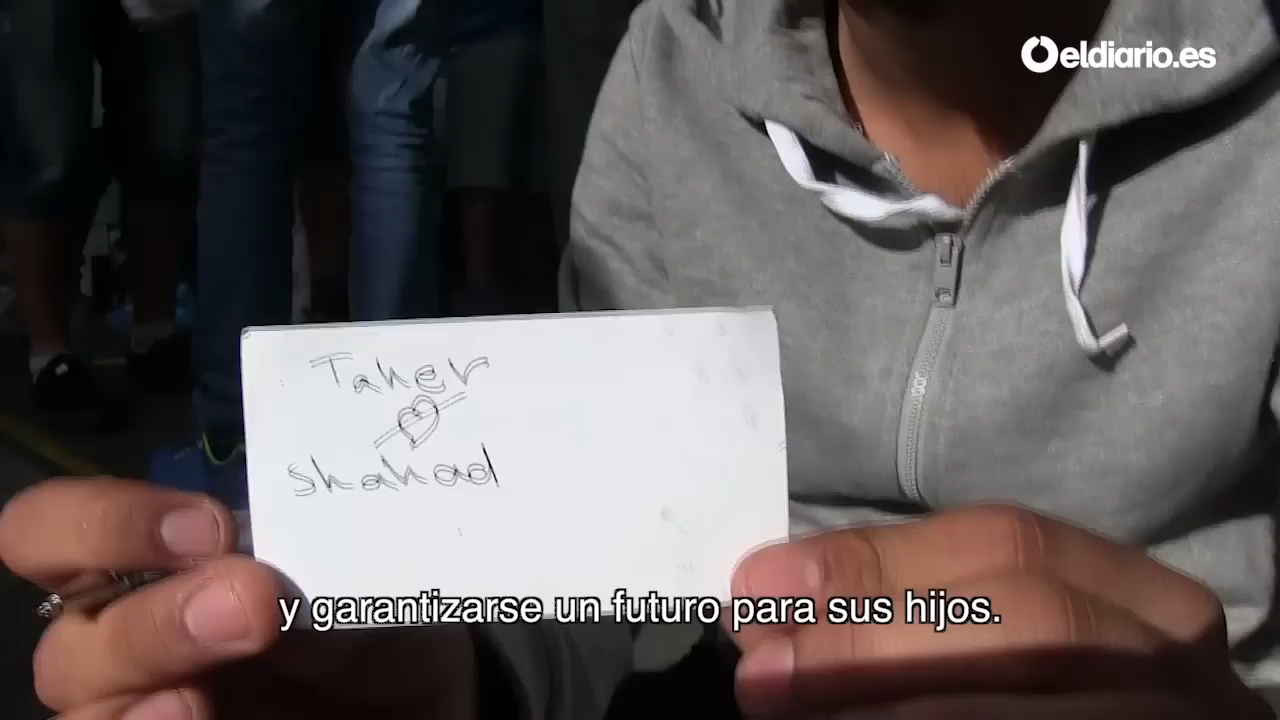 eldiario.es
Taher
shahad
y garantizarse un futuro para sus hijos.